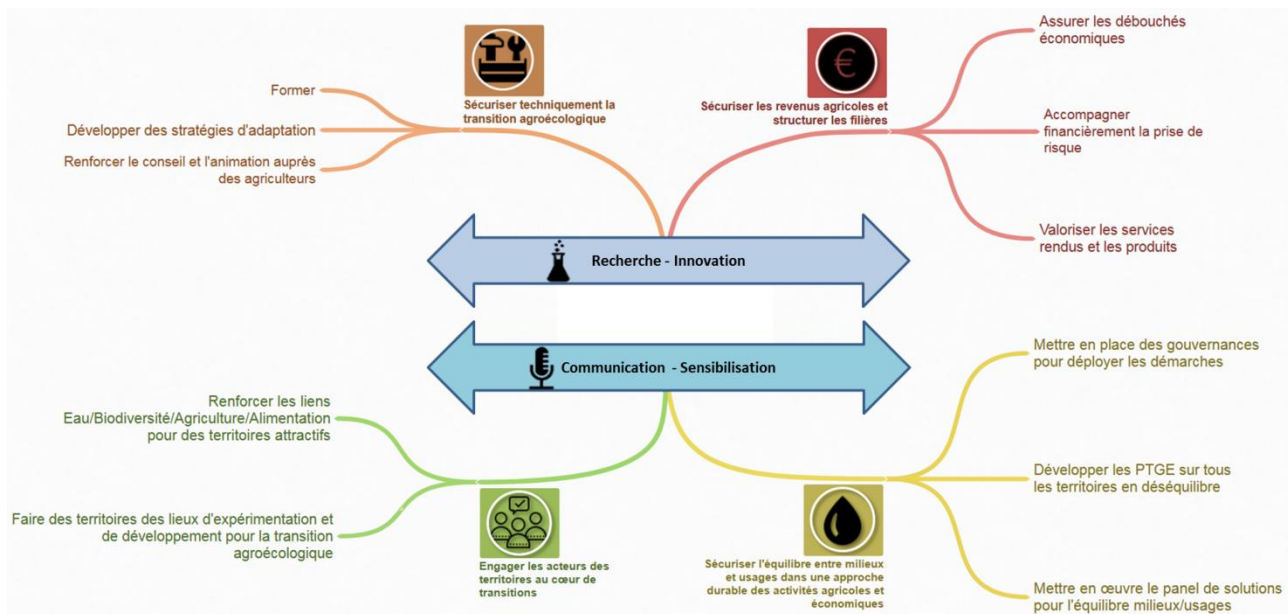 Former
Développer des stratégies d'adaptation
Renforcer le conseil et l'animation auprès
des agriculteurs
Sécuriser techniquement la
transition agroécologique
Sécuriser les revenus agricoles et
structurer les filières
Assurer les débouchés
économiques
Accompagner
financièrement la prise de
risque
Valoriser les services
rendus et les produits
Recherche - Innovation
Communication - Sensibilisation
Renforcer les liens
Eau/Biodiversité/Agriculture/Alimentation
pour des territoires attractifs
Faire des territoires des lieux d'expérimentation et
de développement pour la transition
agroécologique
Engager les acteurs des
territoires au cœur de
transitions
Sécuriser l'équilibre entre milieux
et usages dans une approche
durable des activités agricoles et
économiques
Mettre en place des gouvernances
pour déployer les démarches
Développer les PTGE sur tous
les territoires en déséquilibre
Mettre en œuvre le panel de solutions
pour l'équilibre milieux/usages